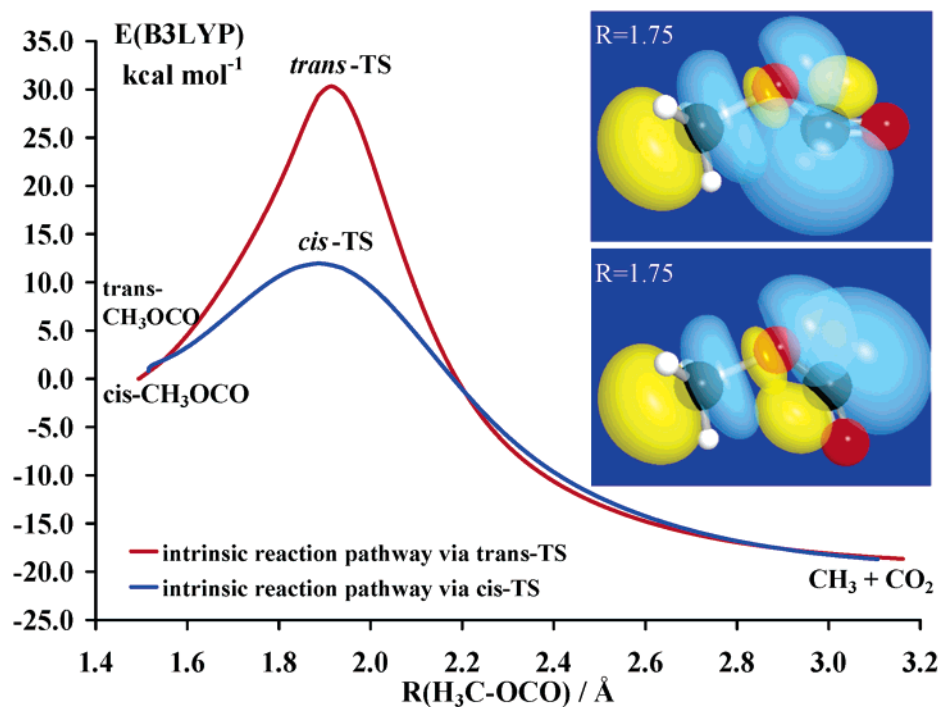 E(B3LYP)
kcal mol⁻¹
35.0
30.0
25.0
20.0
15.0
10.0
5.0
0.0
-5.0
-10.0
-15.0
-20.0
-25.0
trans-TS
cis-TS
trans-
CH₃OCO
cis-CH₃OCO
R=1.75
R=1.75
intrinsic reaction pathway via trans-TS
intrinsic reaction pathway via cis-TS
CH₃ + CO₂
1.4 1.6 1.8 2.0 2.2 2.4 2.6 2.8 3.0 3.2
R(H₃C-OCO) / Å